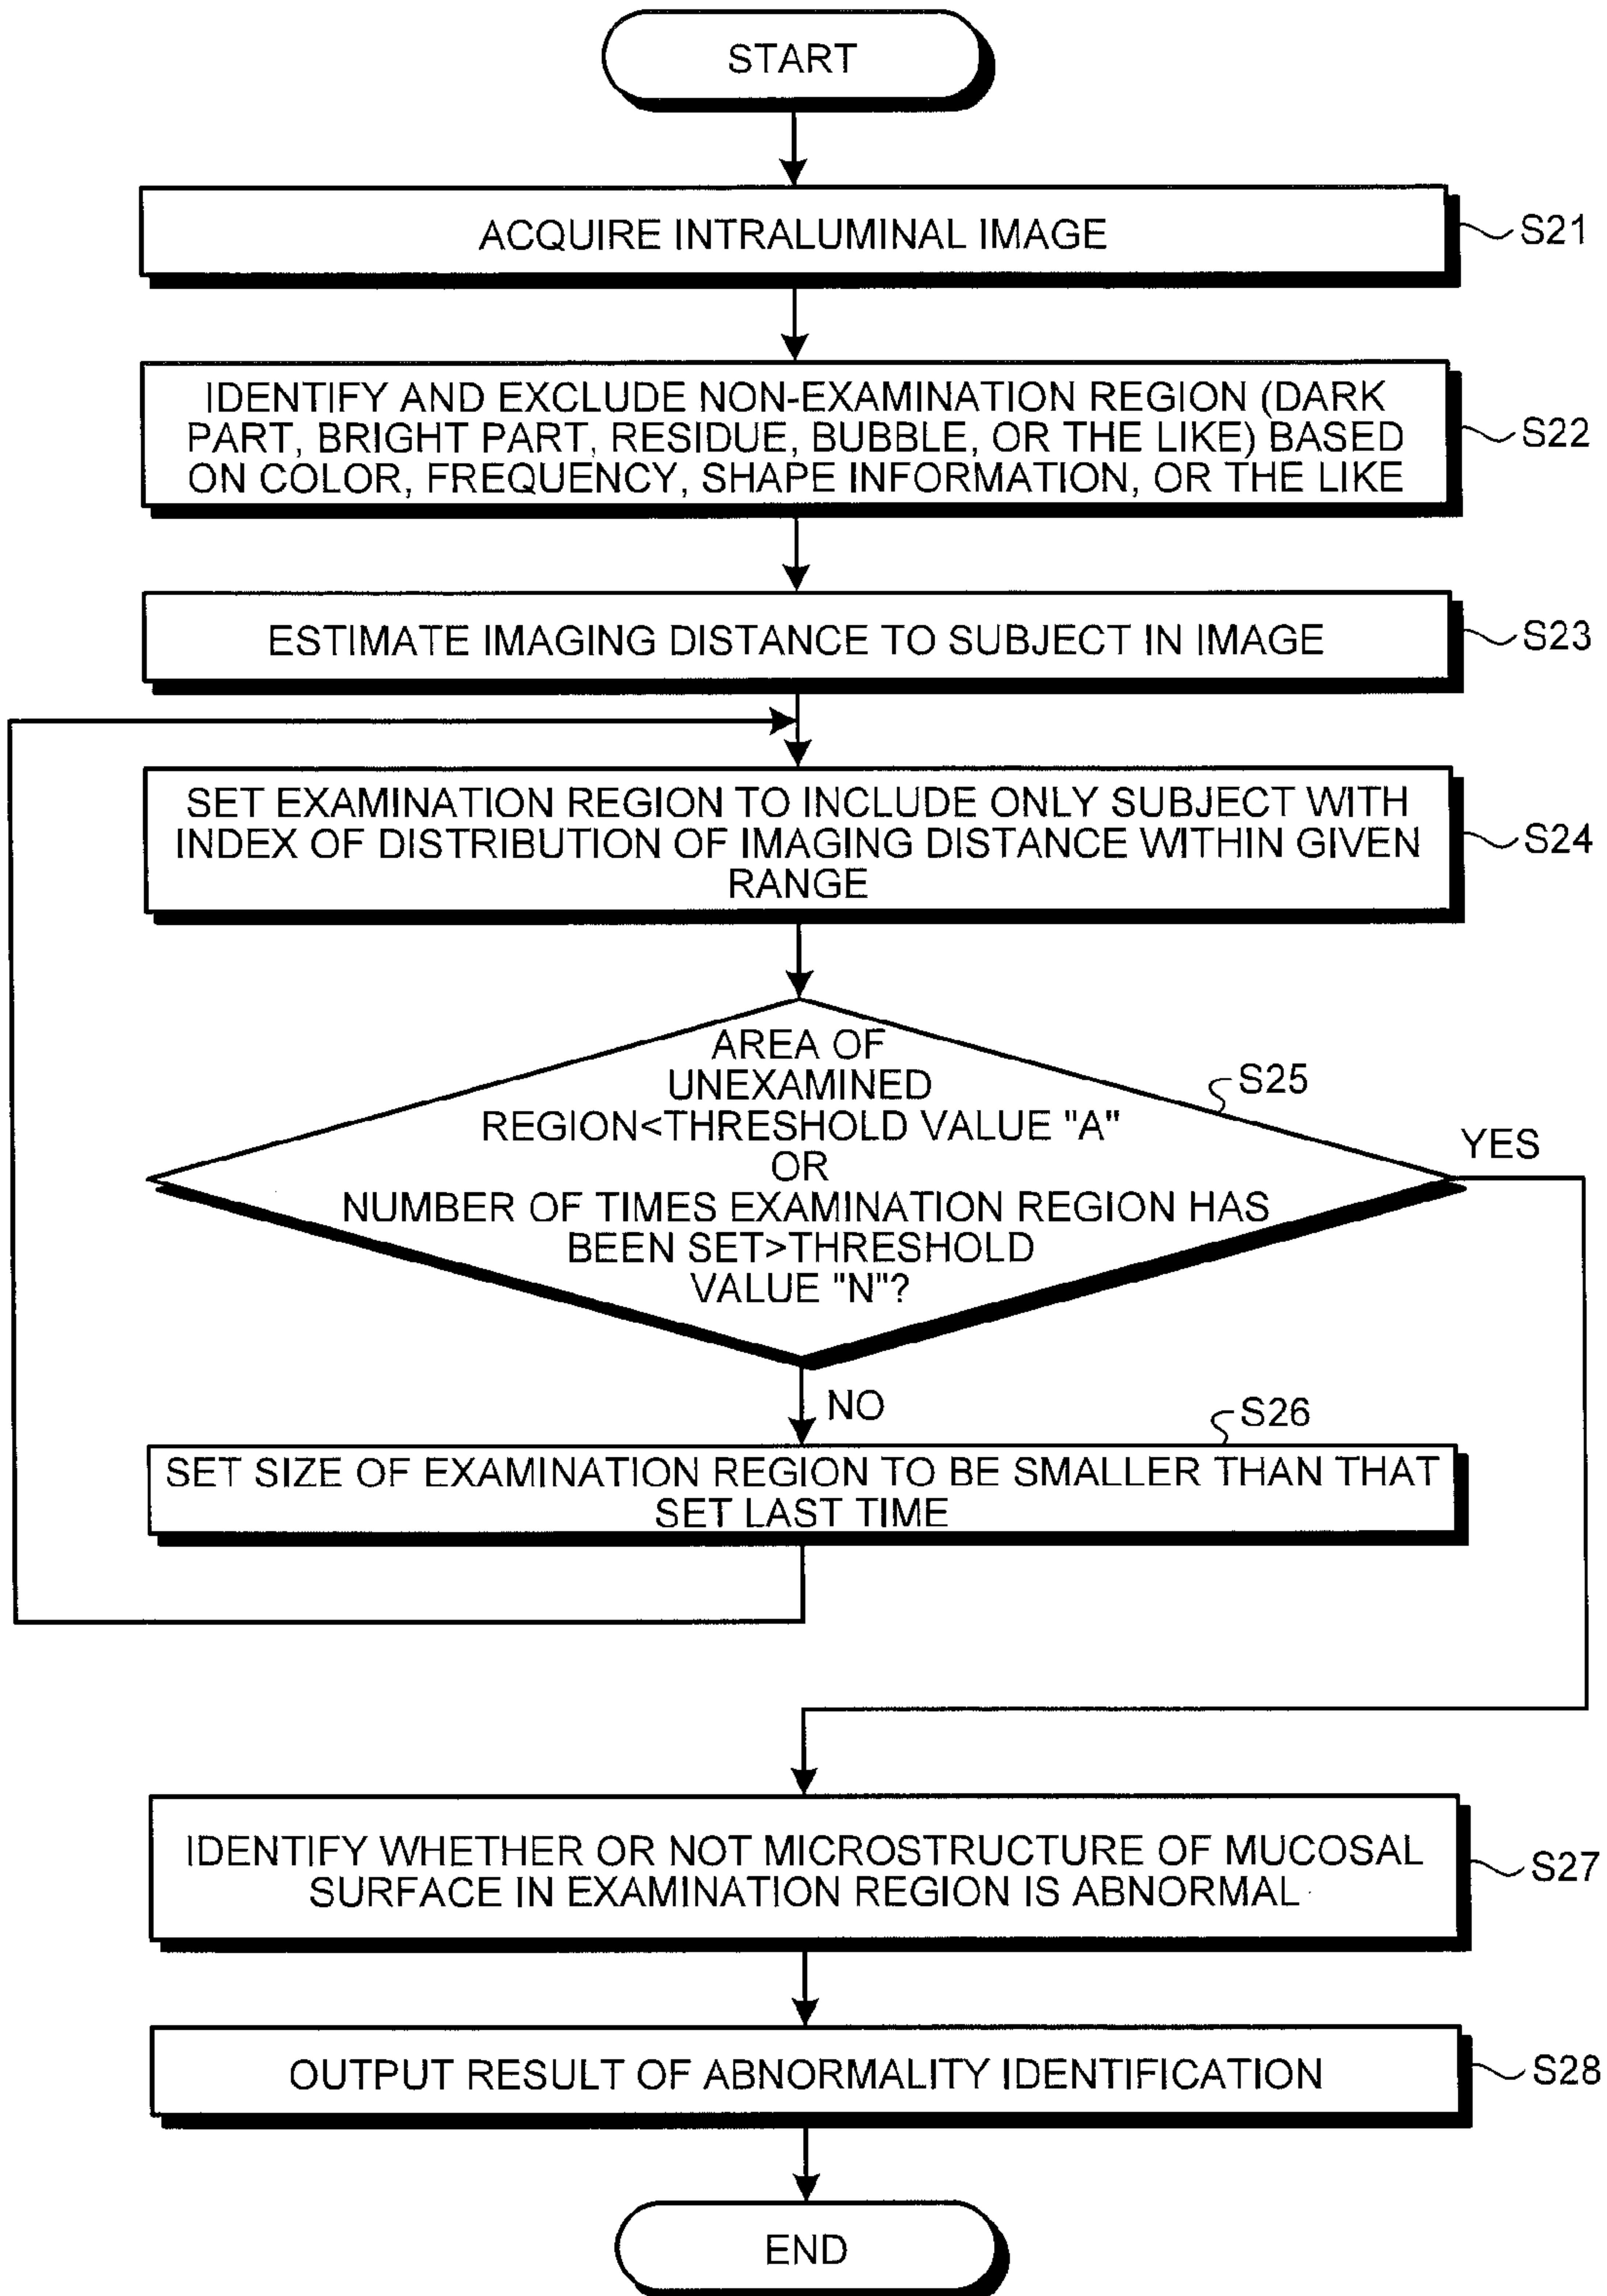 START
ACQUIRE INTRALUMINAL IMAGE
S21
IDENTIFY AND EXCLUDE NON-EXAMINATION REGION (DARK
PART, BRIGHT PART, RESIDUE, BUBBLE, OR THE LIKE) BASED
ON COLOR, FREQUENCY, SHAPE INFORMATION, OR THE LIKE
S22
ESTIMATE IMAGING DISTANCE TO SUBJECT IN IMAGE
S23
SET EXAMINATION REGION TO INCLUDE ONLY SUBJECT WITH
INDEX OF DISTRIBUTION OF IMAGING DISTANCE WITHIN GIVEN
RANGE
S24
AREA OF
UNEXAMINED
REGION<THRESHOLD VALUE "A"
OR
NUMBER OF TIMES EXAMINATION REGION HAS
BEEN SET>THRESHOLD
VALUE "N"?
S25
YES
NO
S26
SET SIZE OF EXAMINATION REGION TO BE SMALLER THAN THAT
SET LAST TIME
IDENTIFY WHETHER OR NOT MICROSTRUCTURE OF MUCOSAL
SURFACE IN EXAMINATION REGION IS ABNORMAL
S27
OUTPUT RESULT OF ABNORMALITY IDENTIFICATION
S28
END